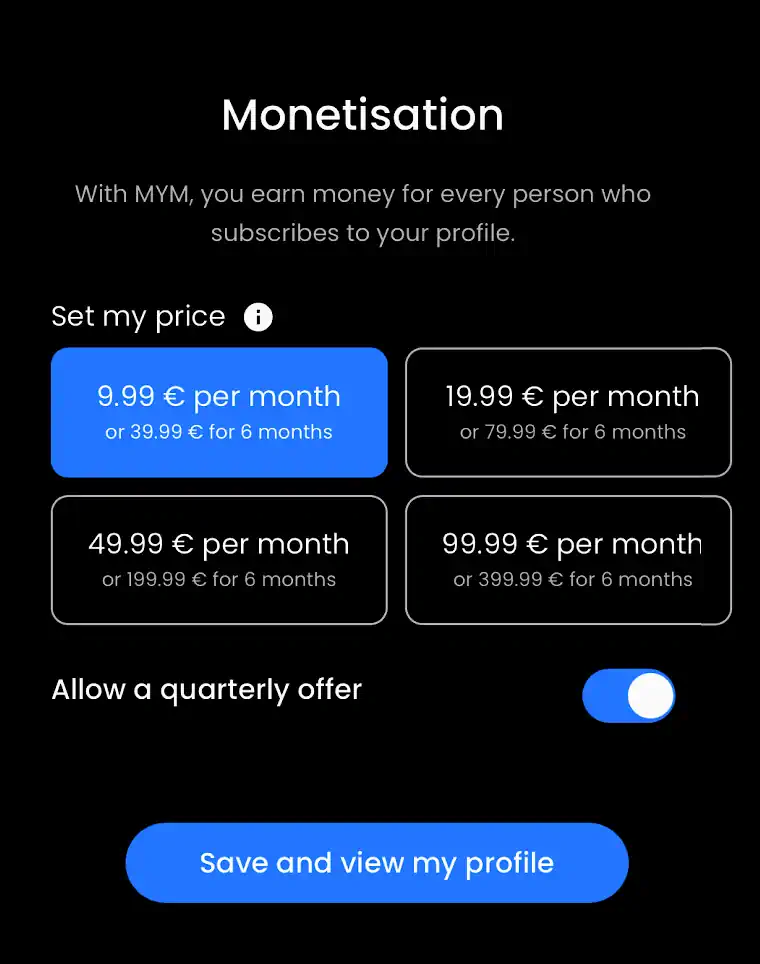 Monetisation
With MYM, you earn money for every person who
subscribes to your profile.
Set my price
9.99 € per month
or 39.99 € for 6 months
19.99 € per month
or 79.99 € for 6 months
49.99 € per month
or 199.99 € for 6 months
99.99 € per month
or 399.99 € for 6 months
Allow a quarterly offer
Save and view my profile